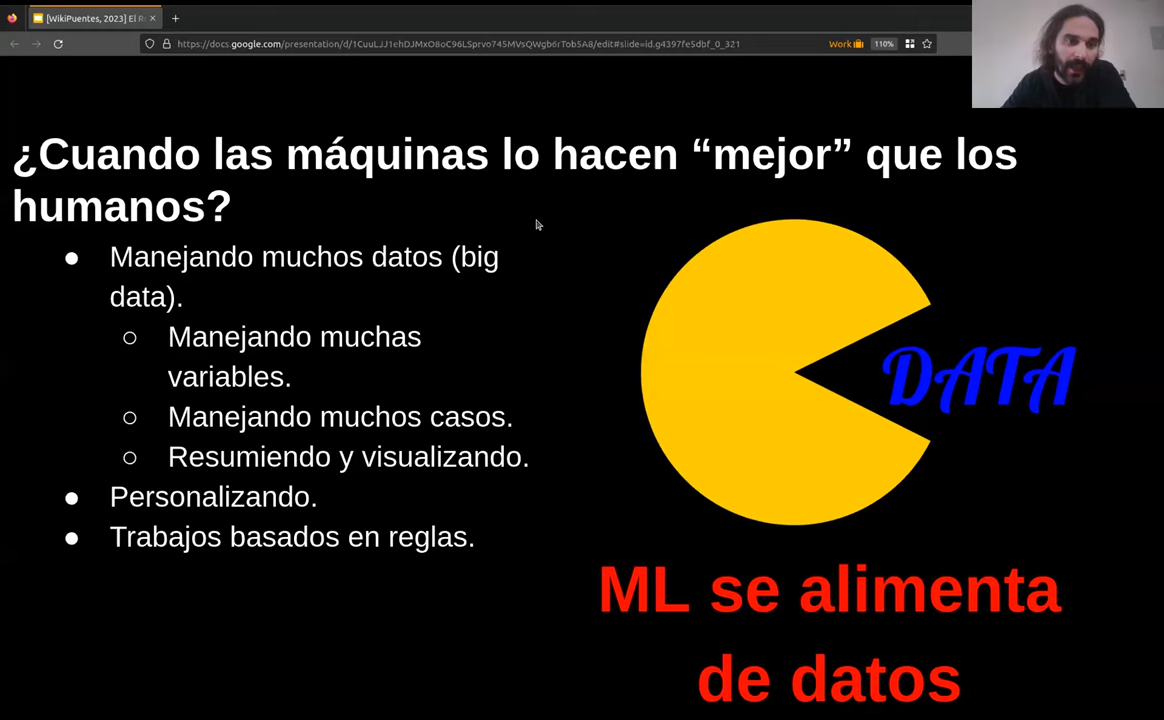 [WikiPuentes, 2023] El R
https://docs.google.com/presentation/d/1CuuLJJ1ehDJMxO8oC96LSprvo745MVsQWgb6rTob5A8/edit#slide=id.g4397fe5dbf_0_321
Work
110%
¿Cuando las máquinas lo hacen “mejor” que los
humanos?
● Manejando muchos datos (big
data).
○ Manejando muchas
variables.
○ Manejando muchos casos.
○ Resumiendo y visualizando.
● Personalizando.
● Trabajos basados en reglas.
DATA
ML se alimenta
de datos